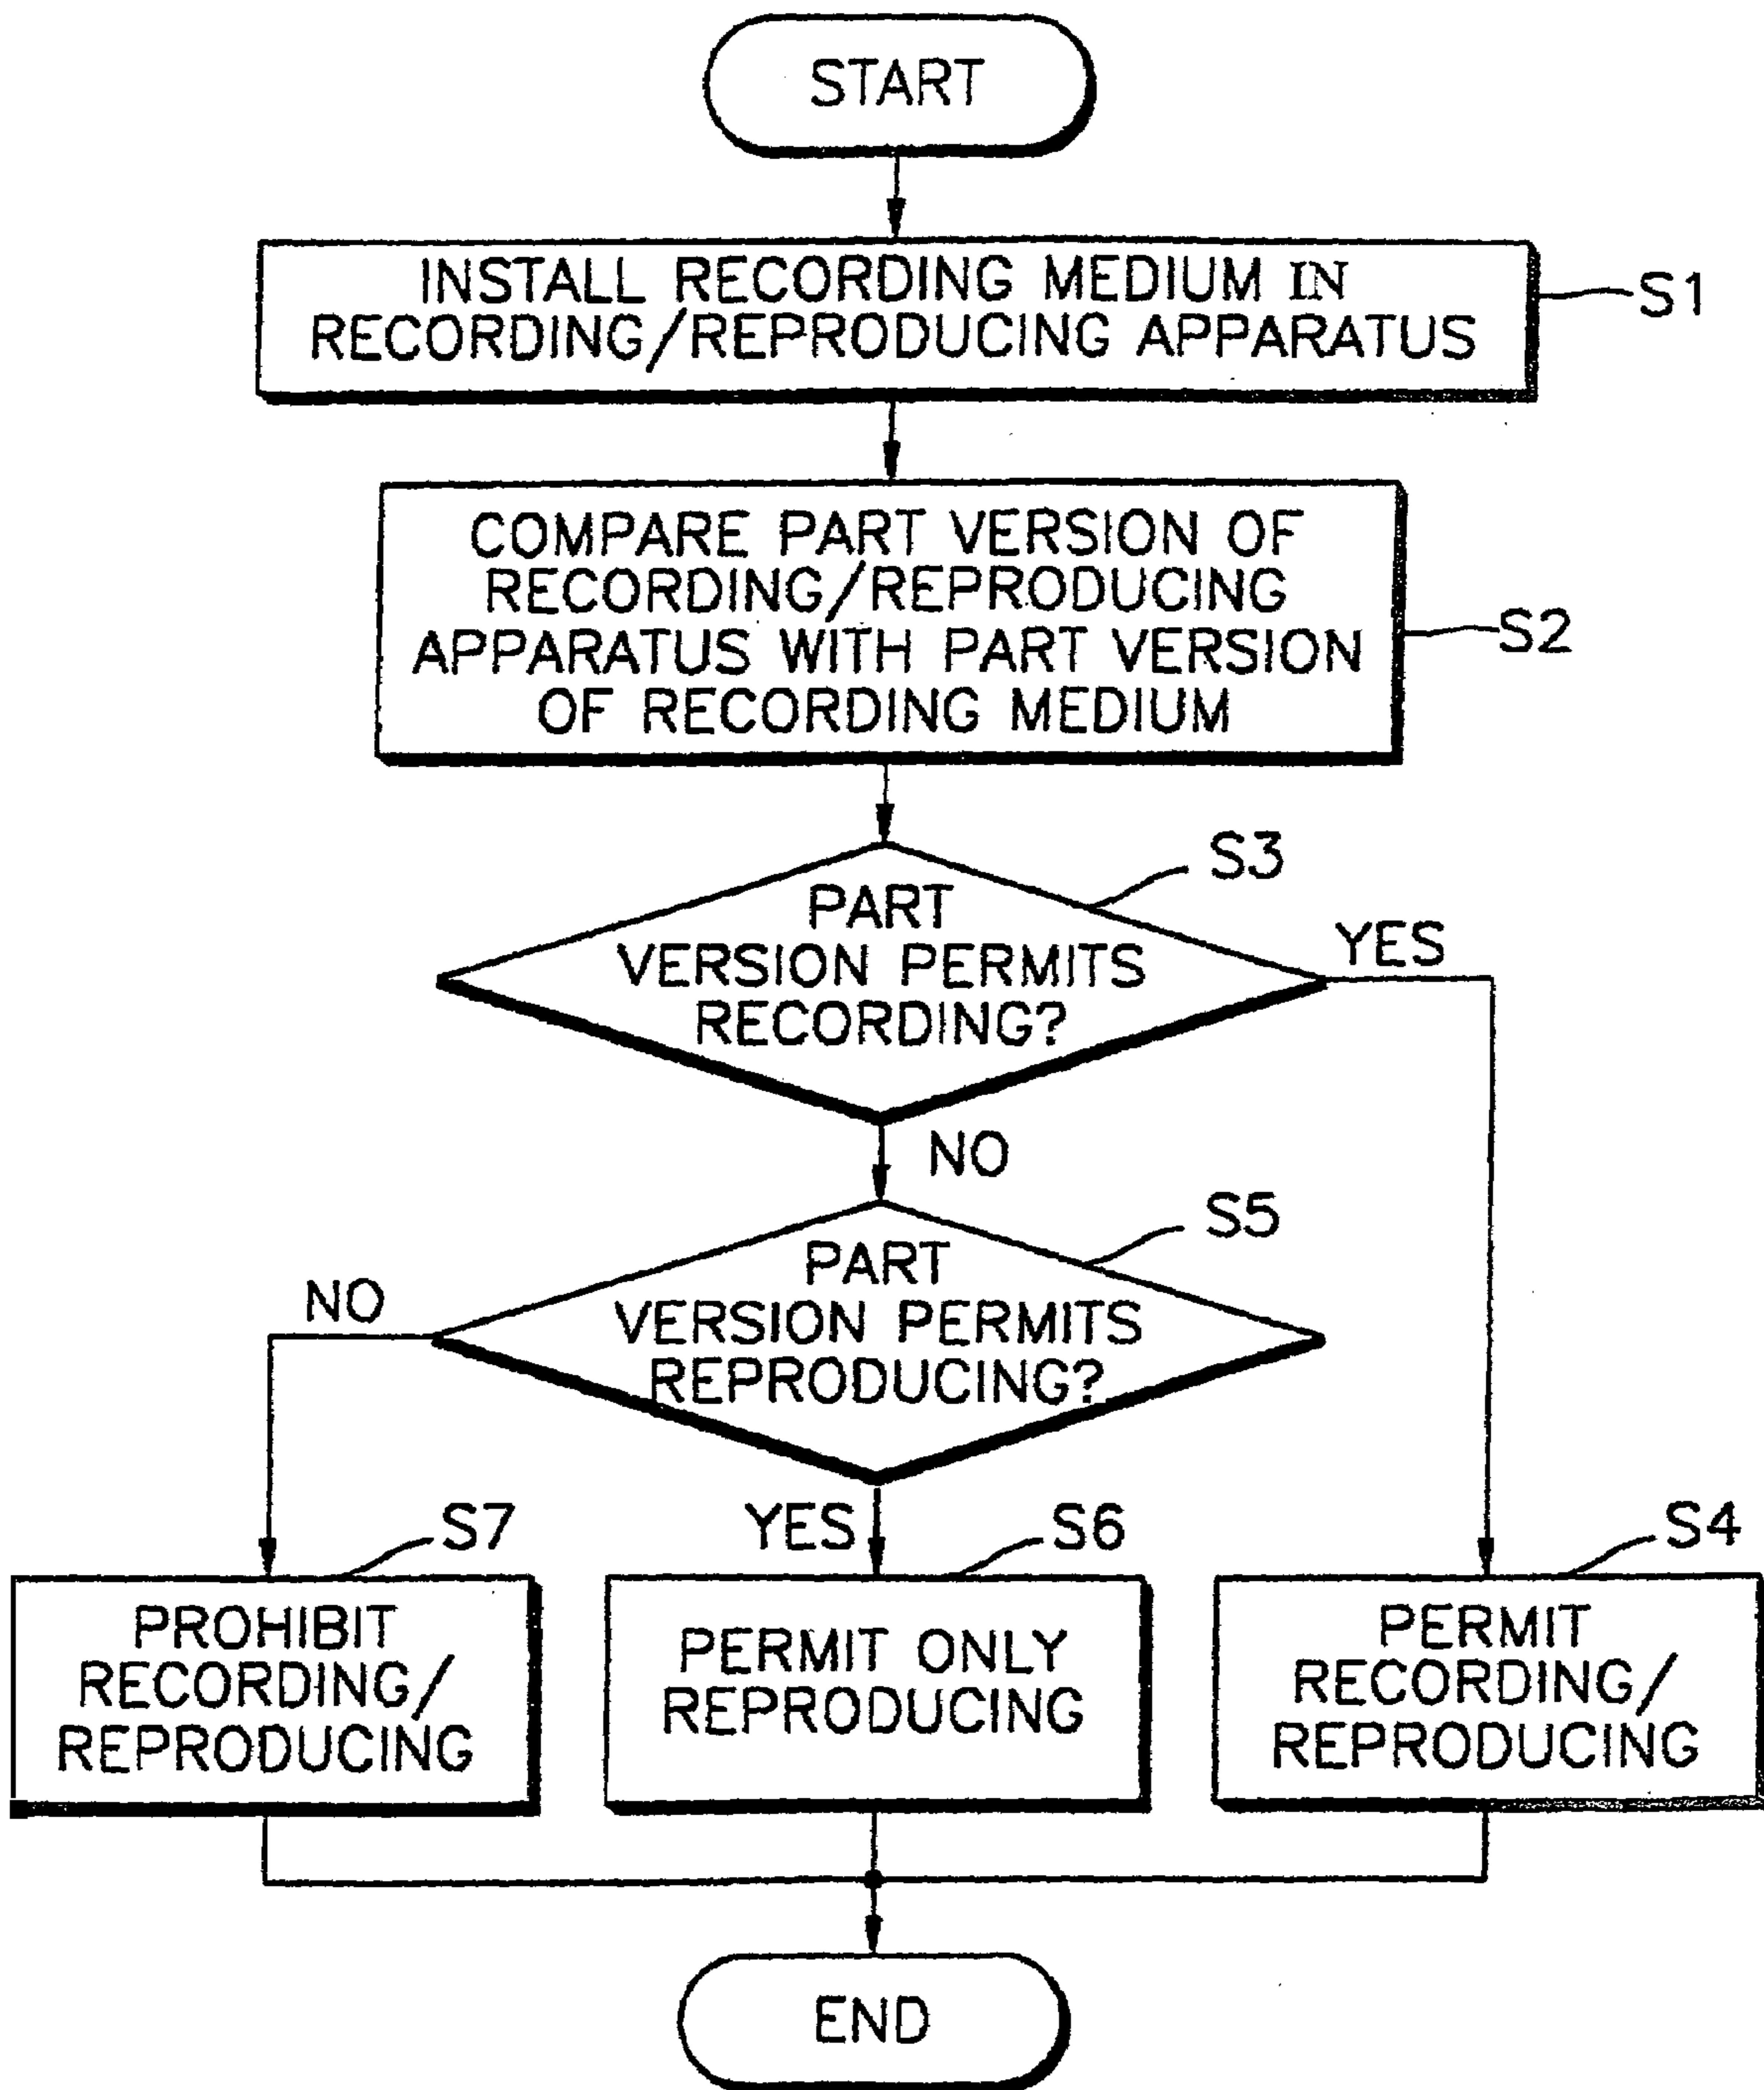 START
INSTALL RECORDING MEDIUM IN
RECORDING/REPRODUCING APPARATUS
S1
COMPARE PART VERSION OF
RECORDING/REPRODUCING
APPARATUS WITH PART VERSION
OF RECORDING MEDIUM
S2
S3
PART
VERSION PERMITS
RECORDING?
YES
NO
S5
PART
VERSION PERMITS
REPRODUCING?
NO
YES
S7
PROHIBIT
RECORDING/
REPRODUCING
S6
PERMIT ONLY
REPRODUCING
S4
PERMIT
RECORDING/
REPRODUCING
END